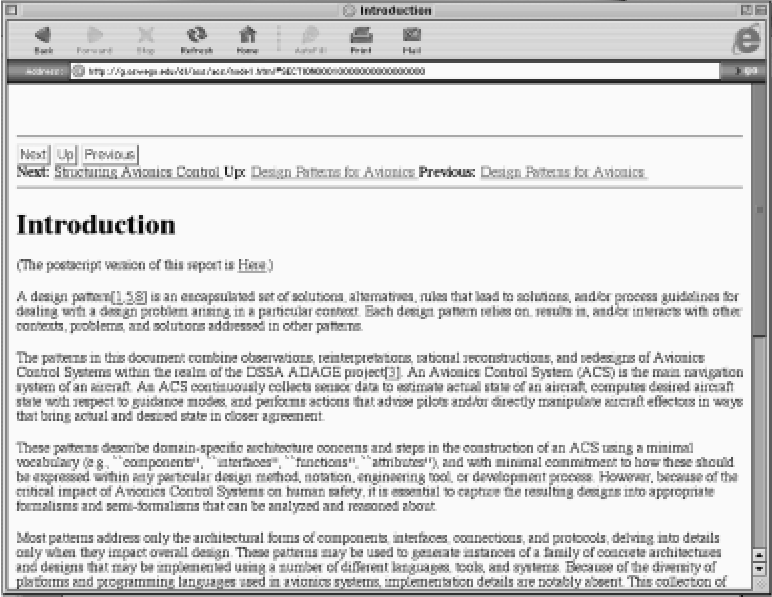 Introduction
Back Forward Stop Refresh Home AutoFill Print Mail
Address: http://g.oswego.edu/dl/acs/acs/node1.html#SECTION00010000000000000000 go
Next Up Previous
Next: Structuring Avionics Control Up: Design Patterns for Avionics Previous: Design Patterns for Avionics
Introduction
(The postscript version of this report is Here.)
A design pattern[1,5,8] is an encapsulated set of solutions, alternatives, rules that lead to solutions, and/or process guidelines for
dealing with a design problem arising in a particular context. Each design pattern relies on, results in, and/or interacts with other
contexts, problems, and solutions addressed in other patterns.
The patterns in this document combine observations, reinterpretations, rational reconstructions, and redesigns of Avionics
Control Systems within the realm of the DSSA ADAGE project[3]. An Avionics Control System (ACS) is the main navigation
system of an aircraft. An ACS continuously collects sensor data to estimate actual state of an aircraft, computes desired aircraft
state with respect to guidance modes, and performs actions that advise pilots and/or directly manipulate aircraft effectors in ways
that bring actual and desired state in closer agreement.
These patterns describe domain-specific architecture concerns and steps in the construction of an ACS using a minimal
vocabulary (e.g., ``components'', ``interfaces'', ``functions'', ``attributes''), and with minimal commitment to how these should
be expressed within any particular design method, notation, engineering tool, or development process. However, because of the
critical impact of Avionics Control Systems on human safety, it is essential to capture the resulting designs into appropriate
formalisms and semi-formalisms that can be analyzed and reasoned about.
Most patterns address only the architectural forms of components, interfaces, connections, and protocols, delving into details
only when they impact overall design. These patterns may be used to generate instances of a family of concrete architectures
and designs that may be implemented using a number of different languages, tools, and systems. Because of the diversity of
platforms and programming languages used in avionics systems, implementation details are notably absent. This collection of